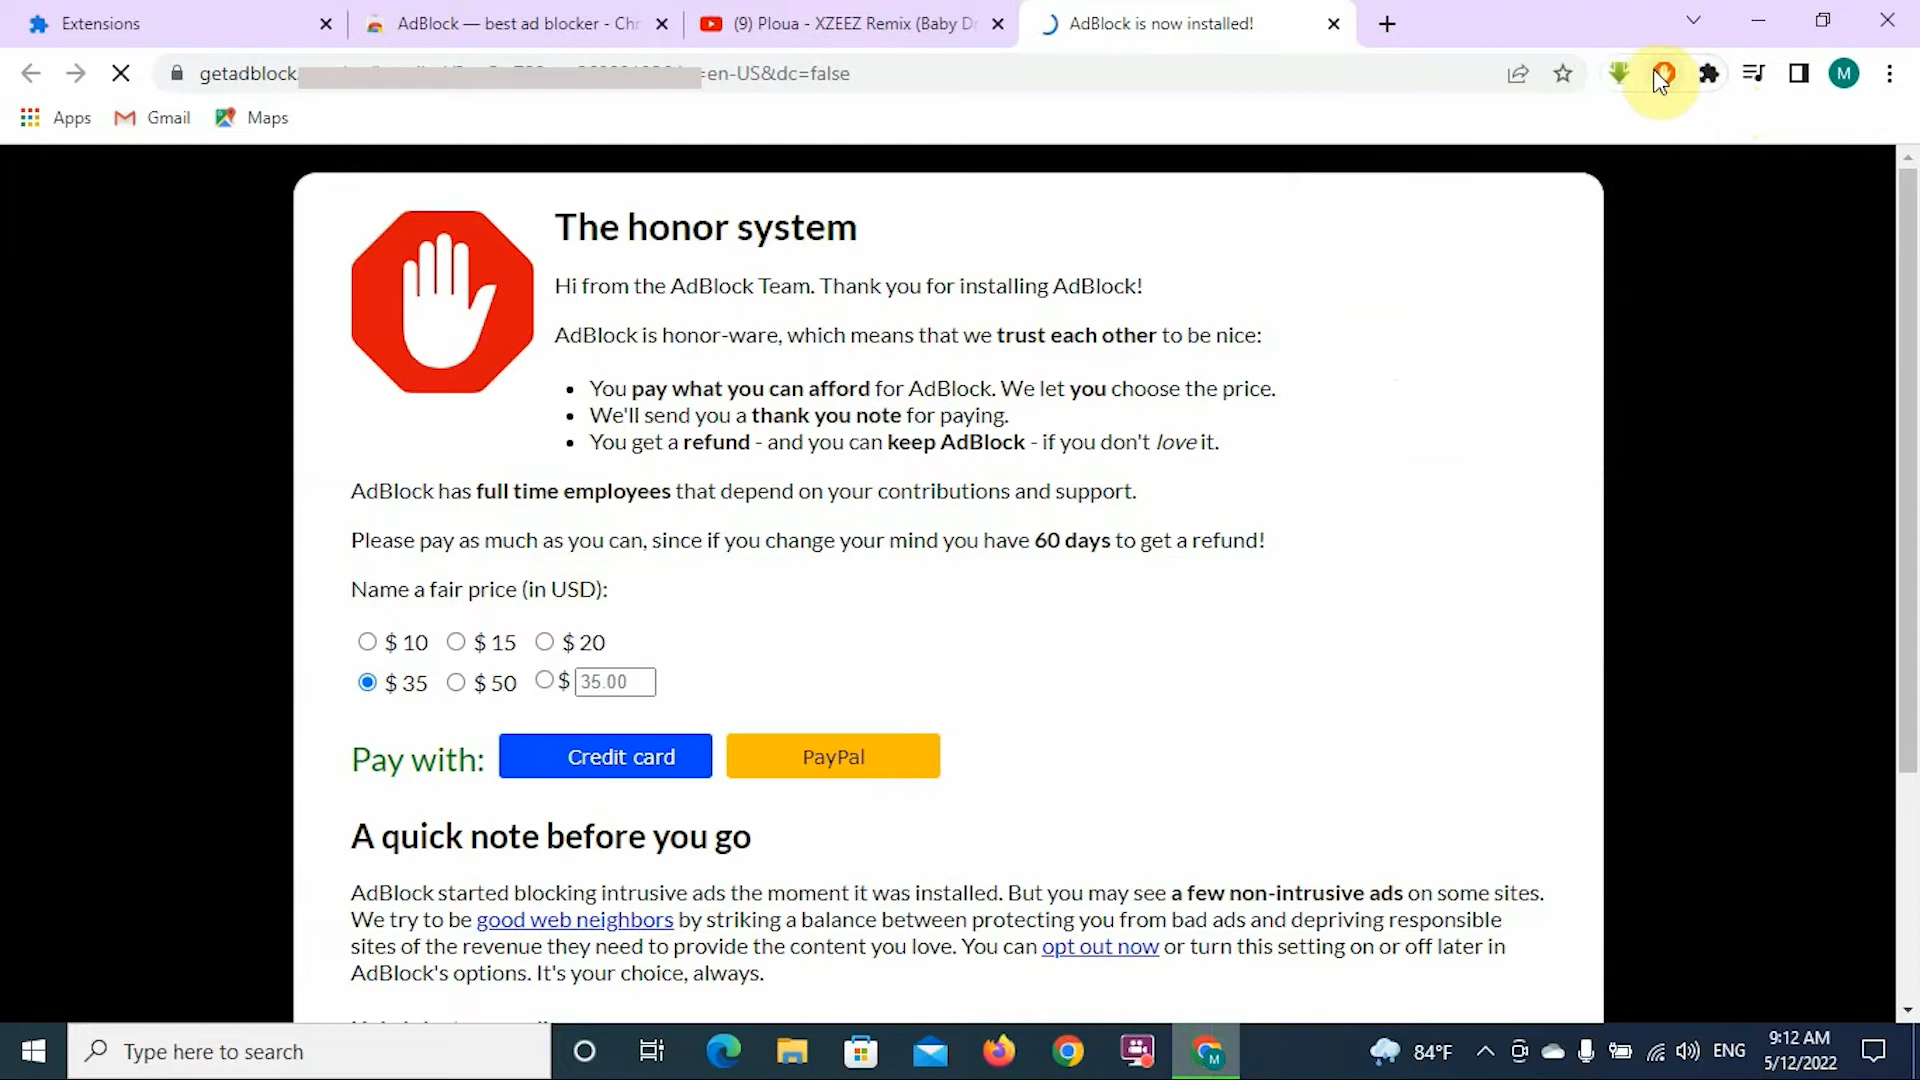 Extensions
AdBlock — best ad blocker - Chr
(9) Ploua - XZEEZ Remix (Baby Dr
AdBlock is now installed!
getadblock. =en-US&dc=false
M
Apps
Gmail
Maps
The honor system
Hi from the AdBlock Team. Thank you for installing AdBlock!
AdBlock is honor-ware, which means that we trust each other to be nice:
• You pay what you can afford for AdBlock. We let you choose the price.
• We'll send you a thank you note for paying.
• You get a refund - and you can keep AdBlock - if you don't love it.
AdBlock has full time employees that depend on your contributions and support.
Please pay as much as you can, since if you change your mind you have 60 days to get a refund!
Name a fair price (in USD):
$ 10 $ 15 $ 20
$ 35 $ 50 $ 35.00
Pay with: Credit card PayPal
A quick note before you go
AdBlock started blocking intrusive ads the moment it was installed. But you may see a few non-intrusive ads on some sites.
We try to be good web neighbors by striking a balance between protecting you from bad ads and depriving responsible
sites of the revenue they need to provide the content you love. You can opt out now or turn this setting on or off later in
AdBlock's options. It's your choice, always.
Type here to search
M
84°F
ENG
9:12 AM
5/12/2022